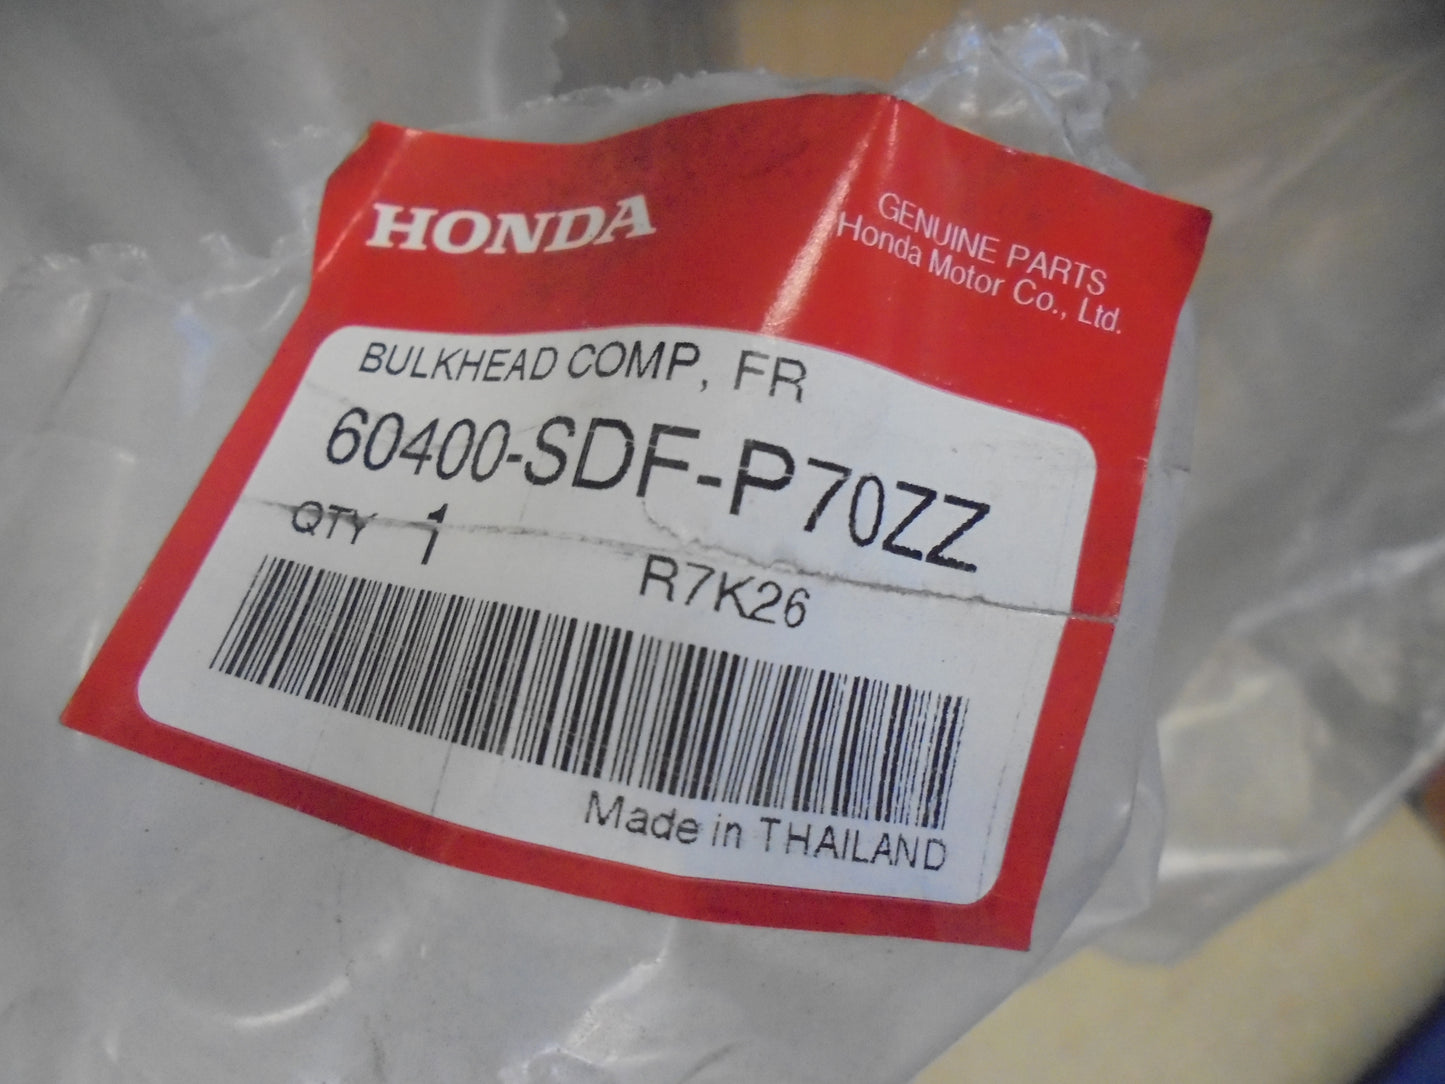 HONDA
GENUINE PARTS
Honda Motor Co., Ltd.
BULKHEAD COMP, FR
60400-SDF-P70ZZ
QTY 1
R7K26
Made in THAILAND